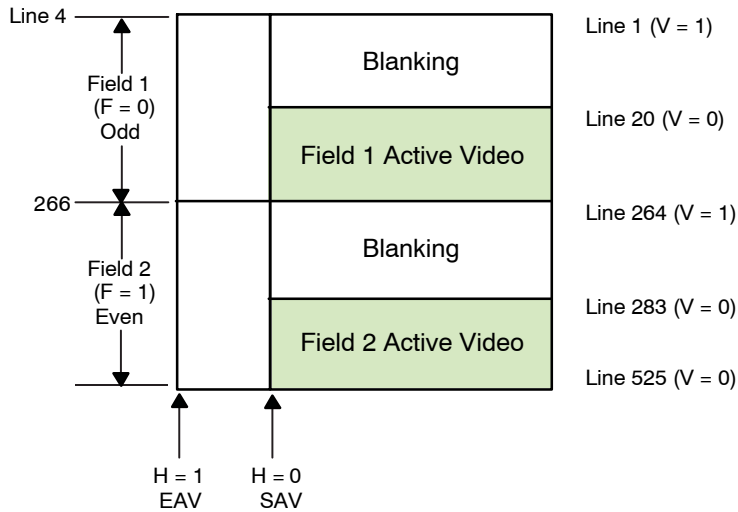 Line 4
Field 1
(F = 0)
Odd
266
Field 2
(F = 1)
Even
Blanking
Field 1 Active Video
Blanking
Field 2 Active Video
Line 1 (V = 1)
Line 20 (V = 0)
Line 264 (V = 1)
Line 283 (V = 0)
Line 525 (V = 0)
H = 1
EAV
H = 0
SAV